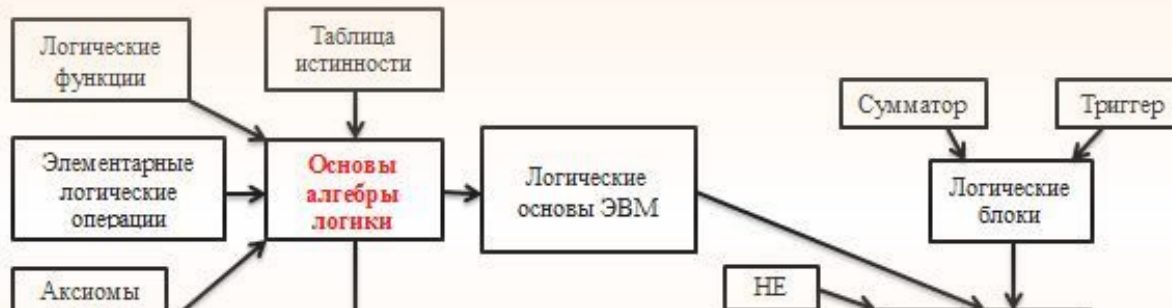 Логические
функции
Таблица
истинности
Сумматор
Триггер
Элементарные
логические
операции
Основы
алгебры
логики
Логические
основы ЭВМ
Логические
блоки
Аксиомы
НЕ